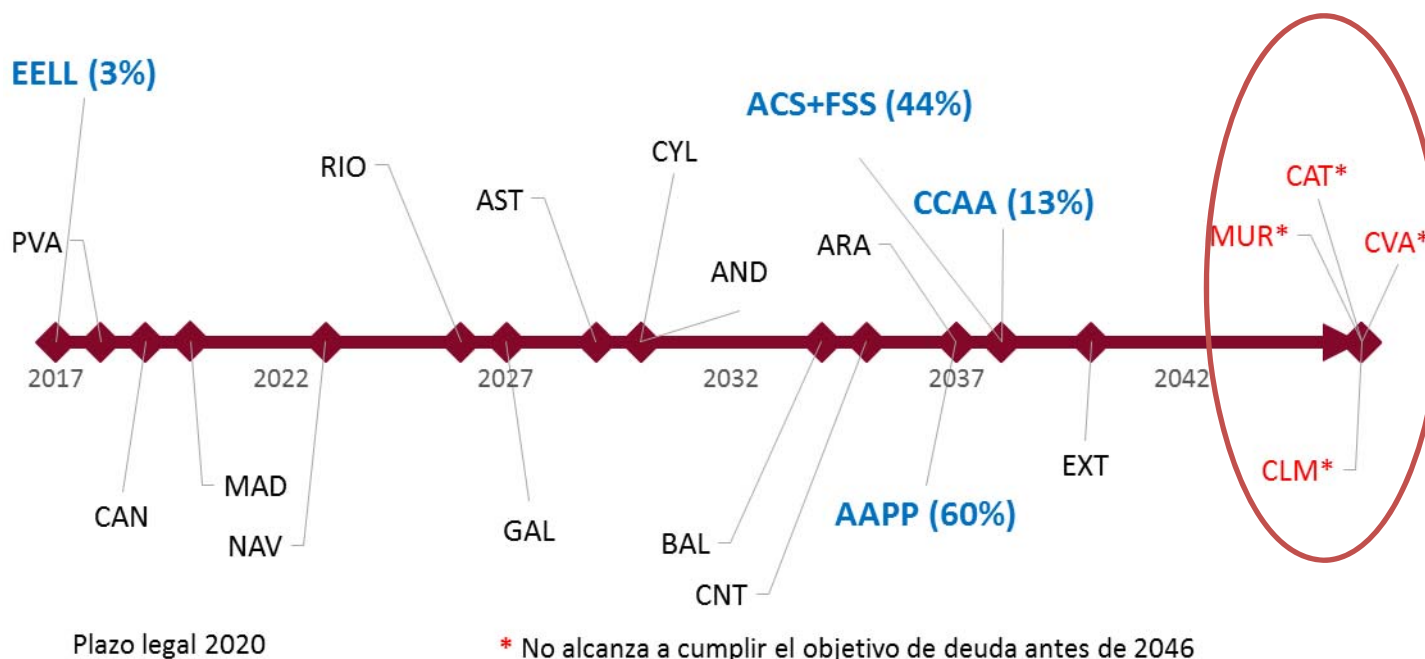 EELL (3%)
ACS+FSS (44%)
CYL
RIO
CAT*
AST
CCAA (13%)
PVA
ARA
MUR*
CVA*
AND
2017
2022
2027
2032
2037
2042
EXT
CLM*
MAD
CAN
AAPP (60%)
GAL
NAV
BAL
CNT
Plazo legal 2020
* No alcanza a cumplir el objetivo de deuda antes de 2046